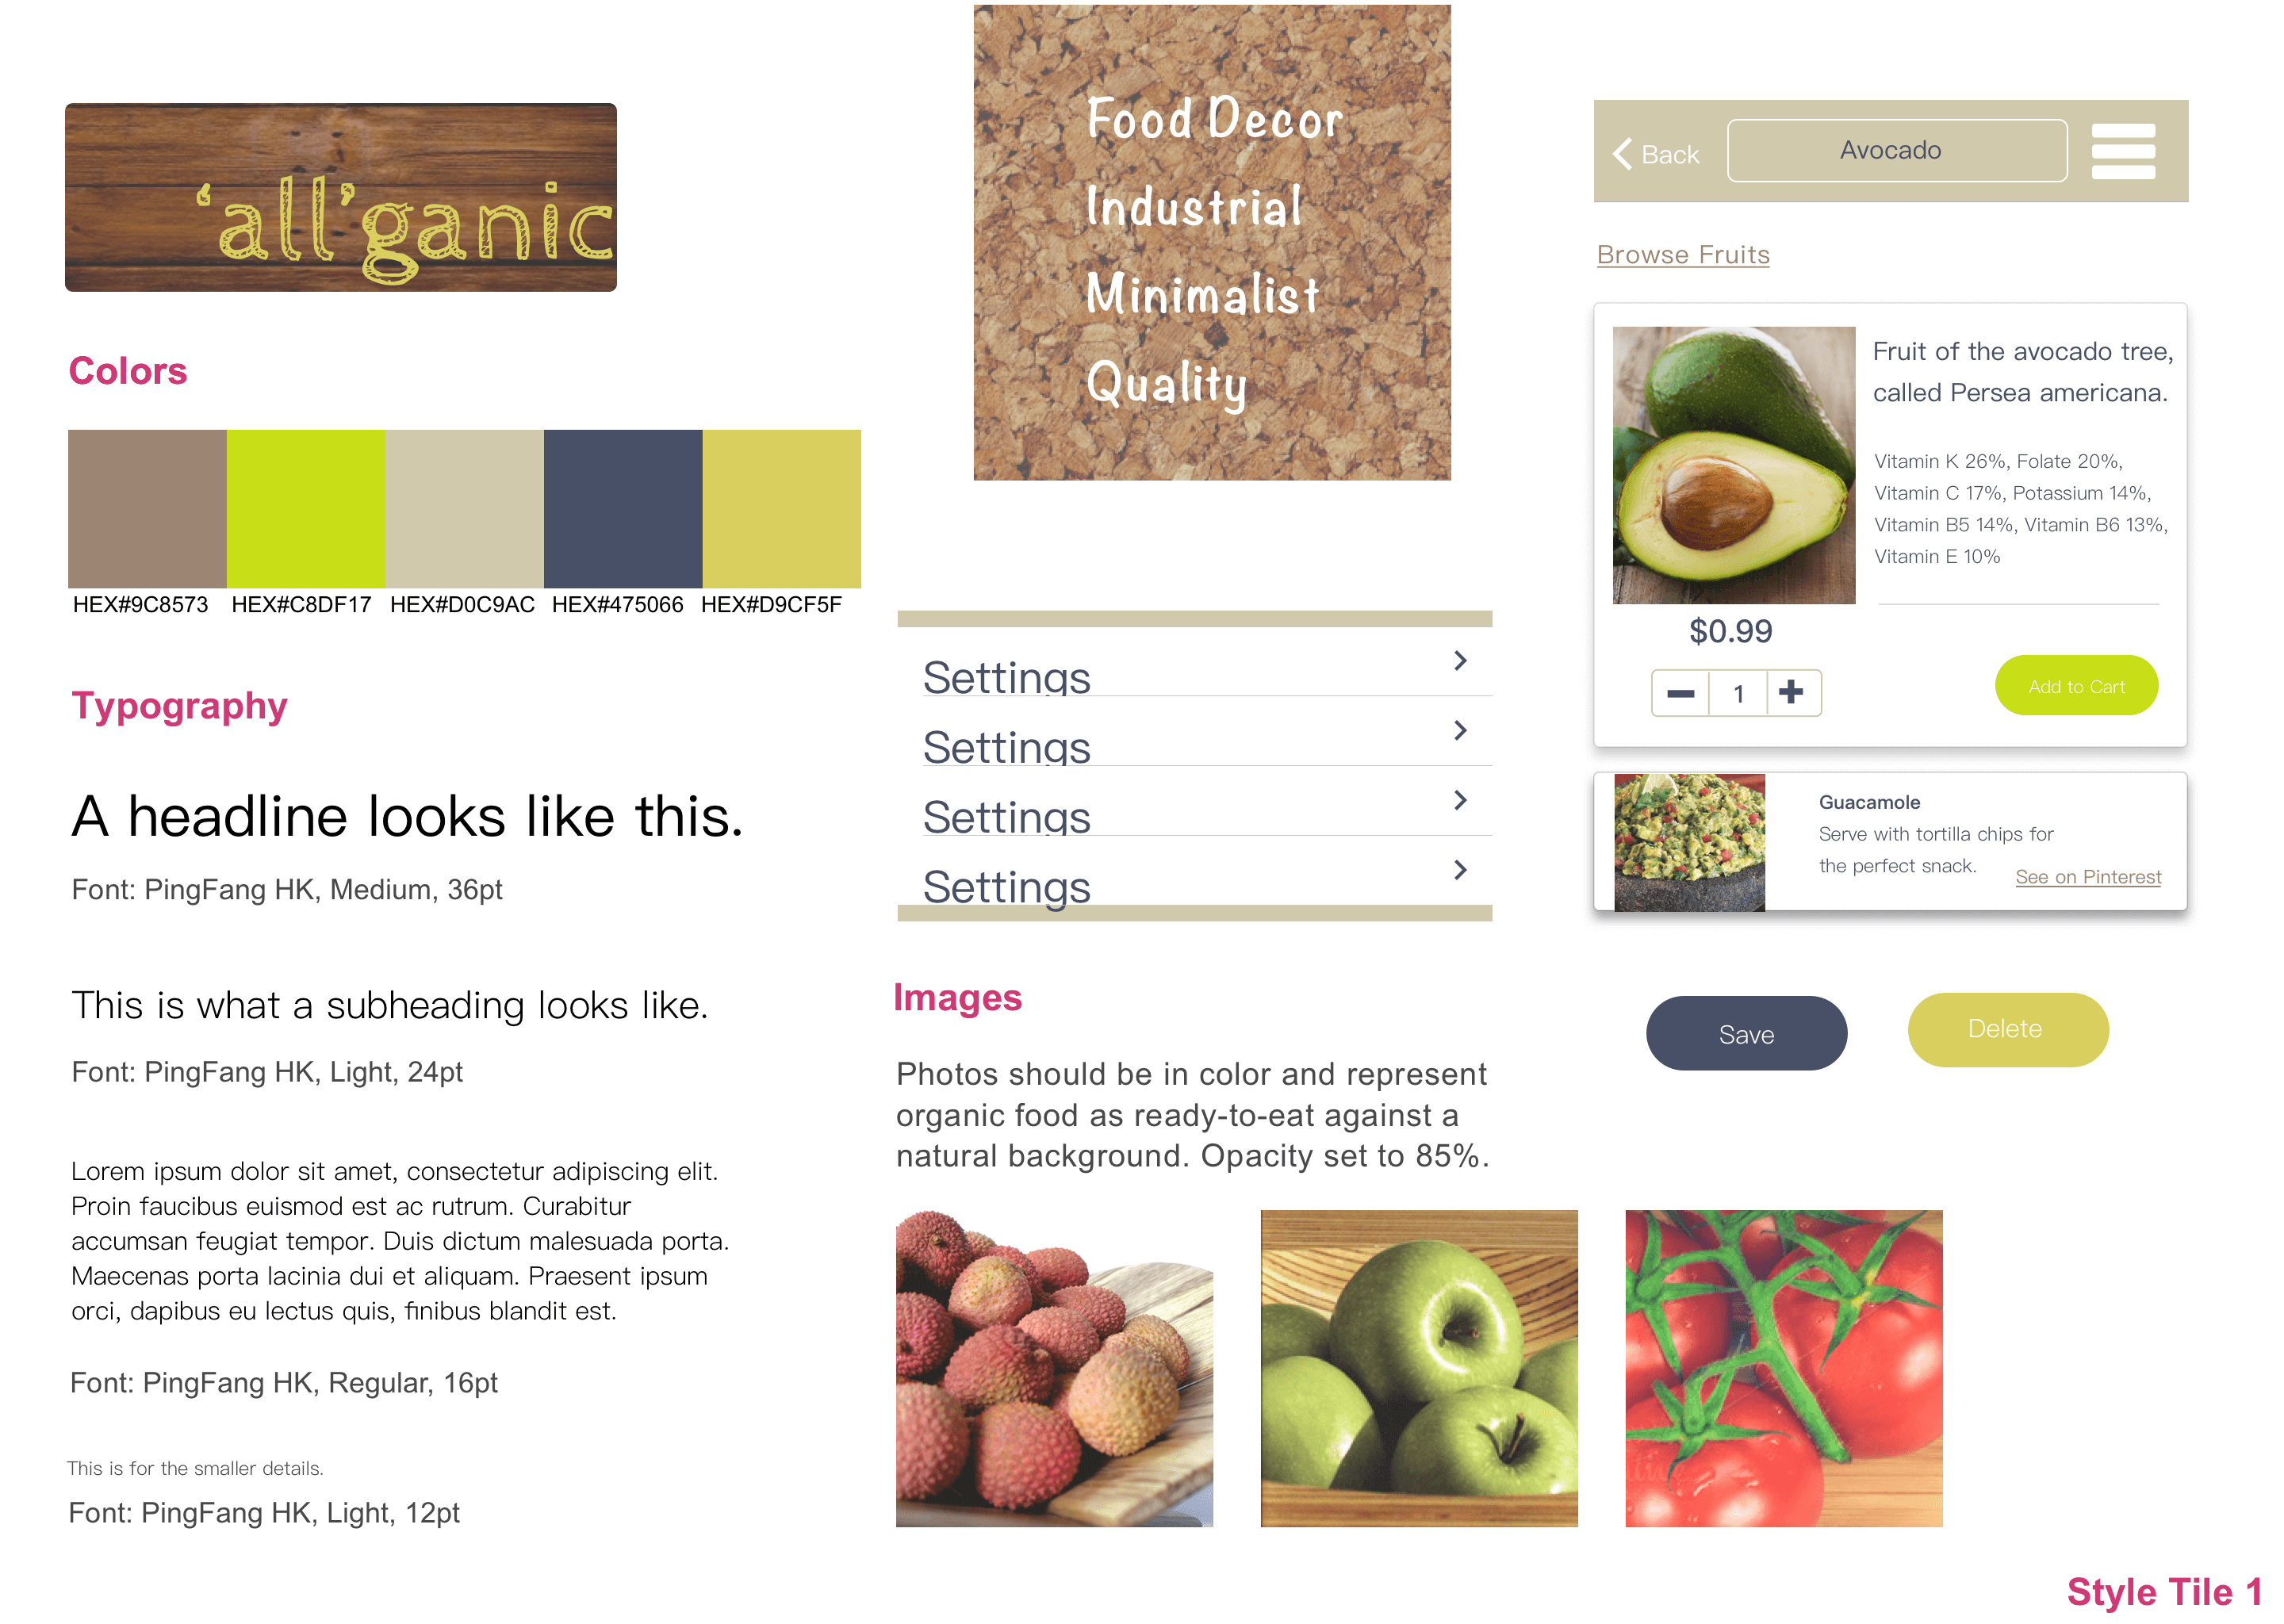 ‘all’ganic
Colors
HEX#9C8573 HEX#C8DF17 HEX#D0C9AC HEX#475066 HEX#D9CF5F
Typography
A headline looks like this.
Font: PingFang HK, Medium, 36pt
This is what a subheading looks like.
Font: PingFang HK, Light, 24pt
Lorem ipsum dolor sit amet, consectetur adipiscing elit.
Proin faucibus euismod est ac rutrum. Curabitur
accumsan feugiat tempor. Duis dictum malesuada porta.
Maecenas porta lacinia dui et aliquam. Praesent ipsum
orci, dapibus eu lectus quis, finibus blandit est.
Font: PingFang HK, Regular, 16pt
This is for the smaller details.
Font: PingFang HK, Light, 12pt
Food Decor
Industrial
Minimalist
Quality
Settings
Settings
Settings
Settings
Images
Photos should be in color and represent
organic food as ready-to-eat against a
natural background. Opacity set to 85%.
Back
Avocado
Browse Fruits
Fruit of the avocado tree,
called Persea americana.
Vitamin K 26%, Folate 20%,
Vitamin C 17%, Potassium 14%,
Vitamin B5 14%, Vitamin B6 13%,
Vitamin E 10%
$0.99
1
Add to Cart
Guacamole
Serve with tortilla chips for
the perfect snack.
See on Pinterest
Save
Delete
Style Tile 1